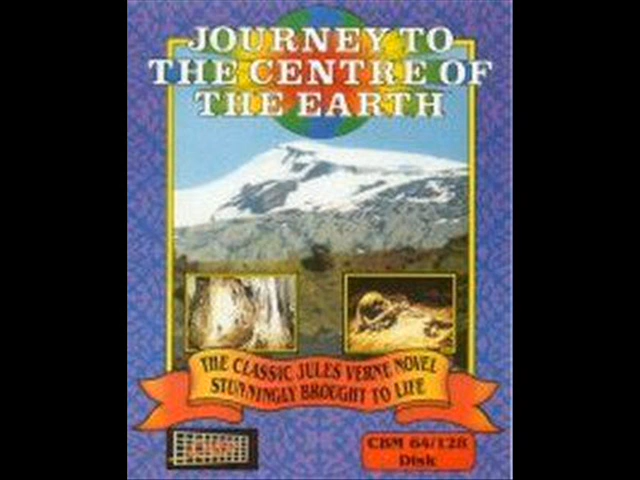 JOURNEY TO
THE CENTRE OF
THE EARTH
THE CLASSIC JULES VERNE NOVEL
STUNNINGLY BROUGHT TO LIFE
CBM 64/128
Disk